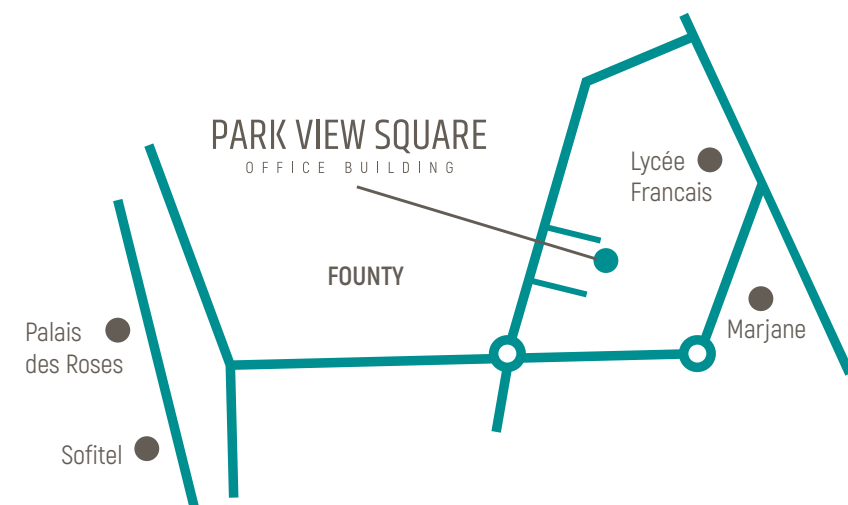 PARK VIEW SQUARE
OFFICE BUILDING
Lycée
Francais
FOUNTY
Palais
des Roses
Marjane
Sofitel